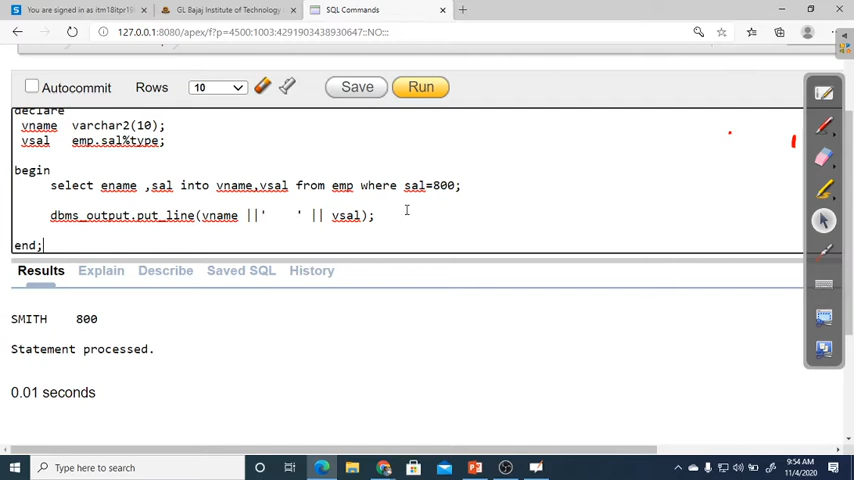 You are signed in as itm18itpr19
GL Bajaj Institute of Technology
SQL Commands
127.0.0.1:8080/apex/f?p=4500:1003:4291903438930647::NO:::
Autocommit Rows 10 Save Run
declare
vname varchar2(10);
vsal emp.sal%type;
begin
select ename ,sal into vname,vsal from emp where sal=800;
dbms_output.put_line(vname ||' ' || vsal);
end;
Results Explain Describe Saved SQL History
SMITH 800
Statement processed.
0.01 seconds
Type here to search
9:54 AM
11/4/2020